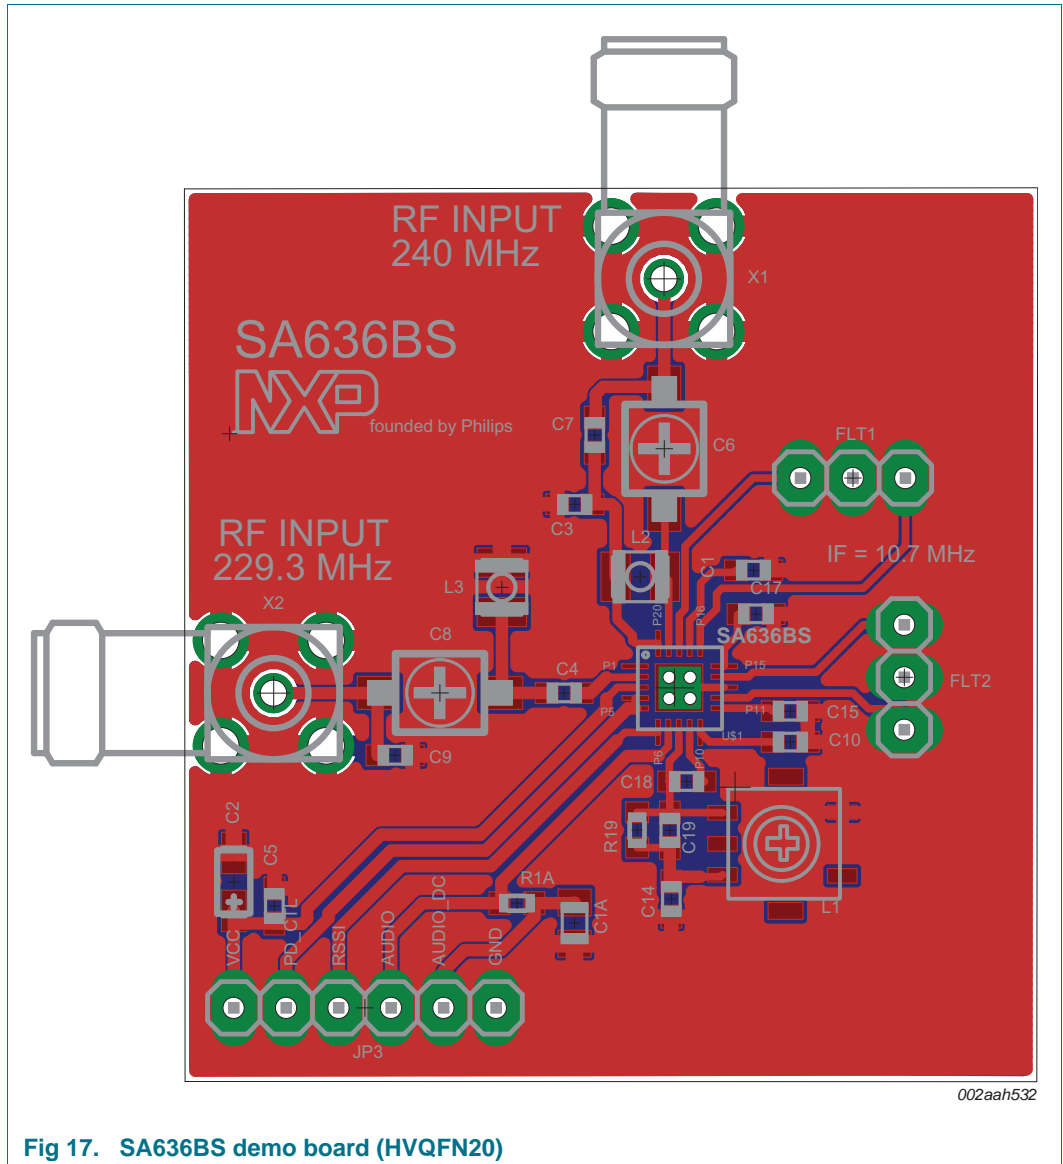 RF INPUT
240 MHz
X1
SA636BS
NXP
founded by Philips
C7
C6
FLT1
C3
RF INPUT
229.3 MHz
L2
IF = 10.7 MHz
C1
C17
L3
X2
P20
P16
SA636BS
C8
C4
P1
P15
FLT2
P5
P11
C15
U$1
C10
C9
P6
P10
C18
C2
C5
R19
C19
R1A
C14
C1A
L1
VCC
PD_CTL
RSSI
AUDIO
AUDIO_DC
GND
JP3
002aah532
Fig 17. SA636BS demo board (HVQFN20)